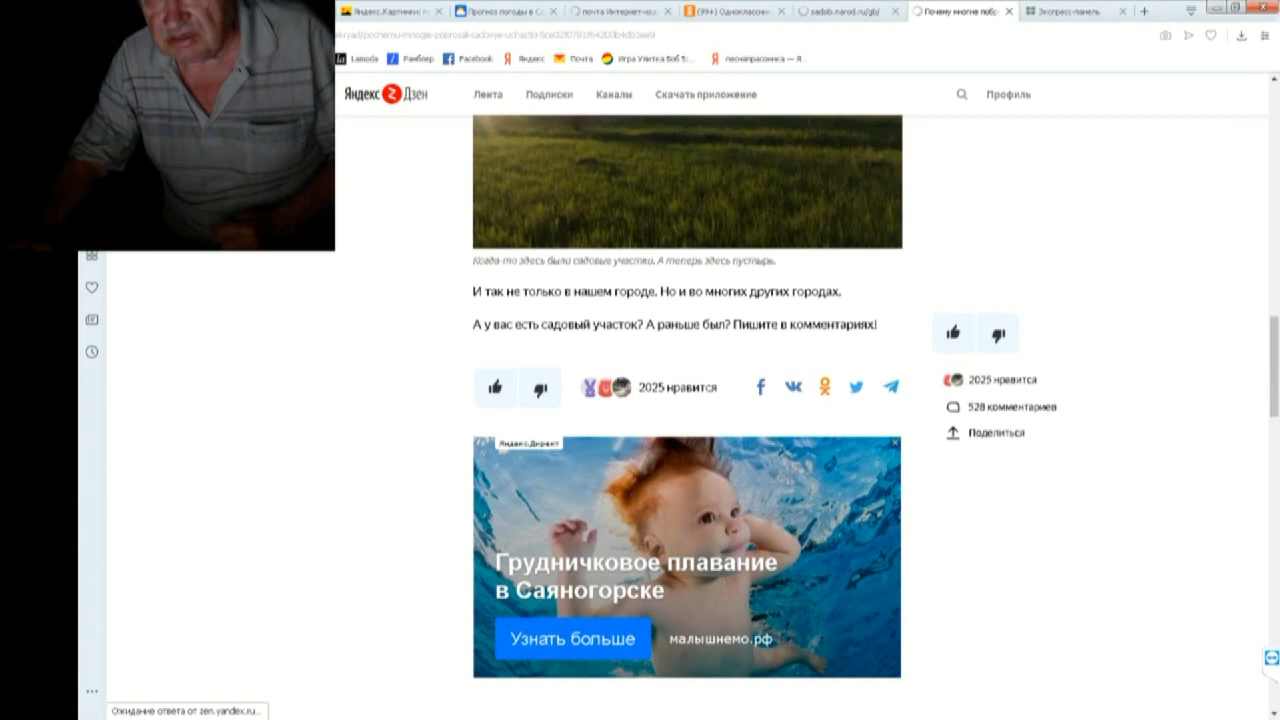 Яндекс.Картинки: п
Прогноз погоды в С
почта Интернет-но
(99+) Одноклассни
sadsb.narod.ru/gb/
Почему многие побр
Экспресс-панель
Lamoda
Рамблер
Facebook
Яндекс
Почта
Игра Улитка Боб 5:...
Яндекс Дзен
Лента
Подписки
Каналы
Скачать приложение
Профиль
Когда-то здесь были садовые участки. А теперь здесь пустырь.
И так не только в нашем городе. Но и во многих других городах.
А у вас есть садовый участок? А раньше был? Пишите в комментариях!
2025 нравится
2025 нравится
528 комментариев
Поделиться
Яндекс.Директ
Грудничковое плавание
в Саяногорске
Узнать больше
малышнемо.рф
Ожидание ответа от zen.yandex.ru...